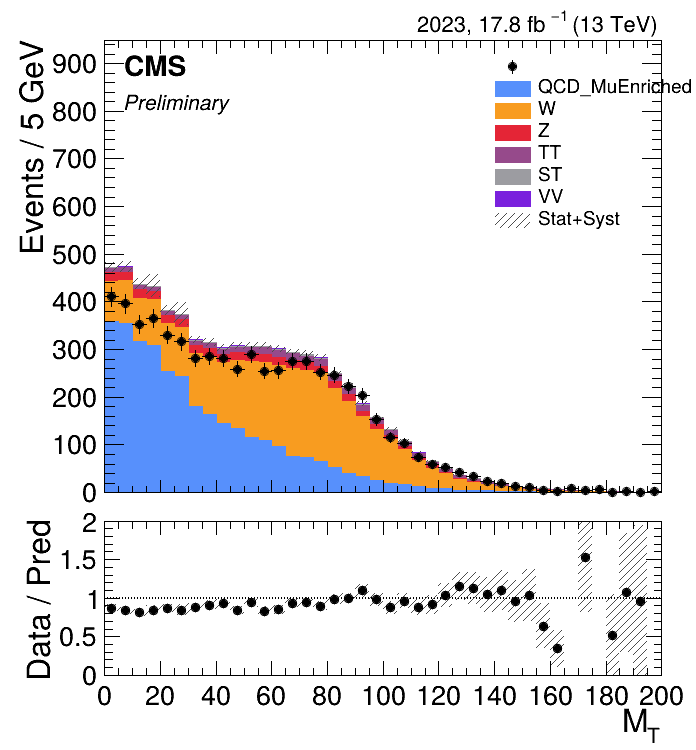 2023, 17.8 fb⁻¹ (13 TeV)
CMS
Preliminary
QCD_MuEnriched
W
Z
TT
ST
VV
Stat+Syst
Events / 5 GeV
900
800
700
600
500
400
300
200
100
0
Data / Pred
2
1.5
1
0.5
0
0 20 40 60 80 100 120 140 160 180 200
M_T